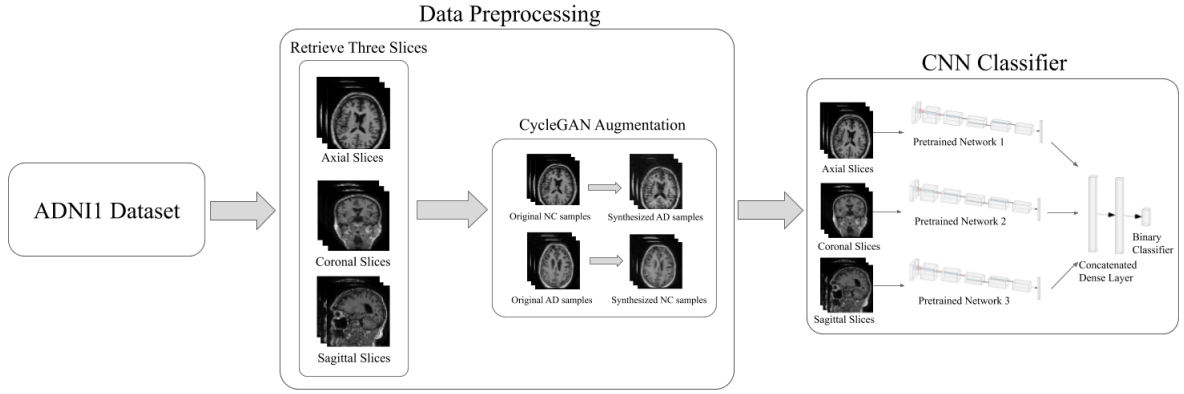 Data Preprocessing
ADNI1 Dataset
Retrieve Three Slices
Axial Slices
Coronal Slices
Sagittal Slices
CycleGAN Augmentation
Original NC samples
Synthesized AD samples
Original AD samples
Synthesized NC samples
CNN Classifier
Axial Slices
Pretrained Network 1
Coronal Slices
Pretrained Network 2
Sagittal Slices
Pretrained Network 3
Concatenated
Dense Layer
Binary
Classifier